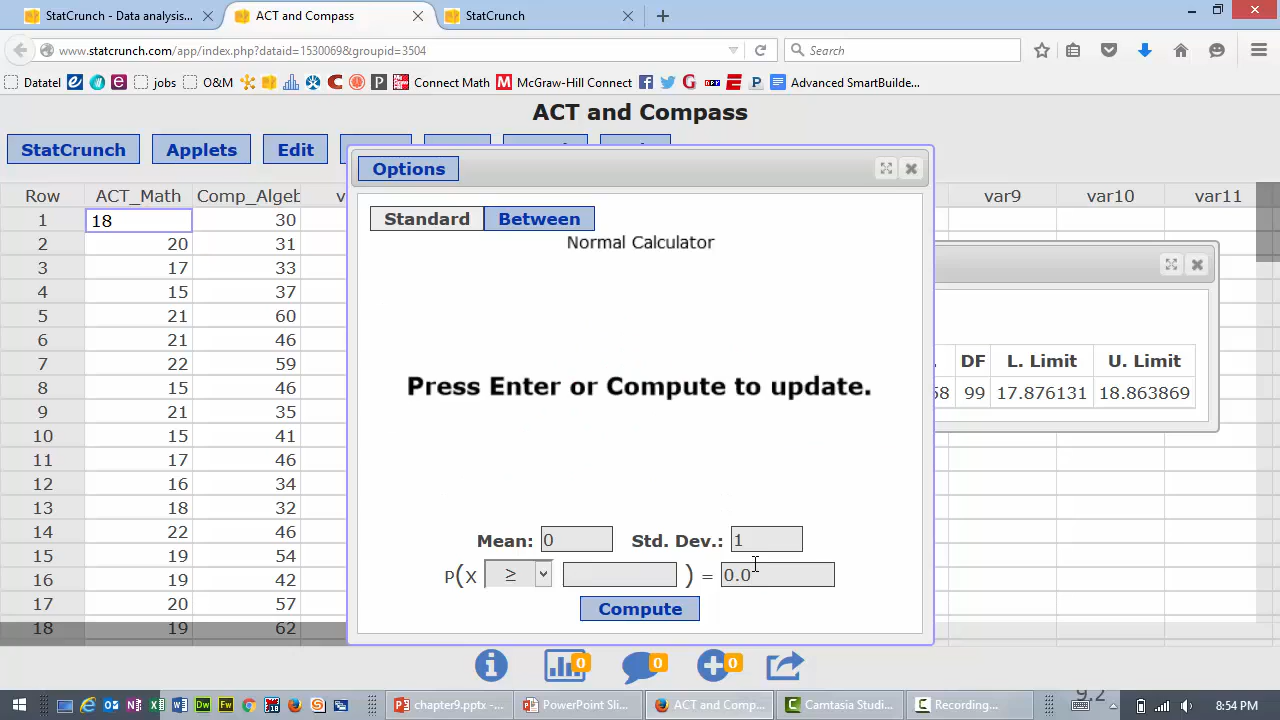 StatCrunch - Data analysis...
ACT and Compass
StatCrunch
www.statcrunch.com/app/index.php?dataid=1530069&groupid=3504
Search
Datatel
jobs
O&M
Connect Math
McGraw-Hill Connect
Advanced SmartBuilde...
ACT and Compass
StatCrunch Applets Edit
Options
Row ACT_Math Comp_Algeb var9 var10 var11
1 18 30
2 20 31
3 17 33
4 15 37
5 21 60
6 21 46
7 22 59
8 15 46
9 21 35
10 15 41
11 17 46
12 16 34
13 18 32
14 22 46
15 19 54
16 19 42
17 20 57
18 19 62
Standard Between
Normal Calculator
Press Enter or Compute to update.
Mean: 0 Std. Dev.: 1
P(X ≥ ) = 0.0
Compute
DF L. Limit U. Limit
58 99 17.876131 18.863869
0 0 0
chapter9.pptx - ...
PowerPoint Sli...
ACT and Comp...
Camtasia Studi...
Recording...
9.2
8:54 PM